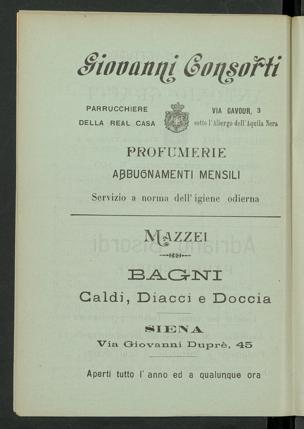 Giovanni Consorti
PARRUCCHIERE
DELLA REAL CASA
VIA CAVOUR, 3
sotto l'Albergo dell'Aquila Nera
PROFUMERIE
ABBUGNAMENTI MENSILI
Servizio a norma dell'igiene odierna
MAZZEI
BAGNI
Caldi, Diacci e Doccia
SIENA
Via Giovanni Duprè, 45
Aperti tutto l'anno ed a qualunque ora